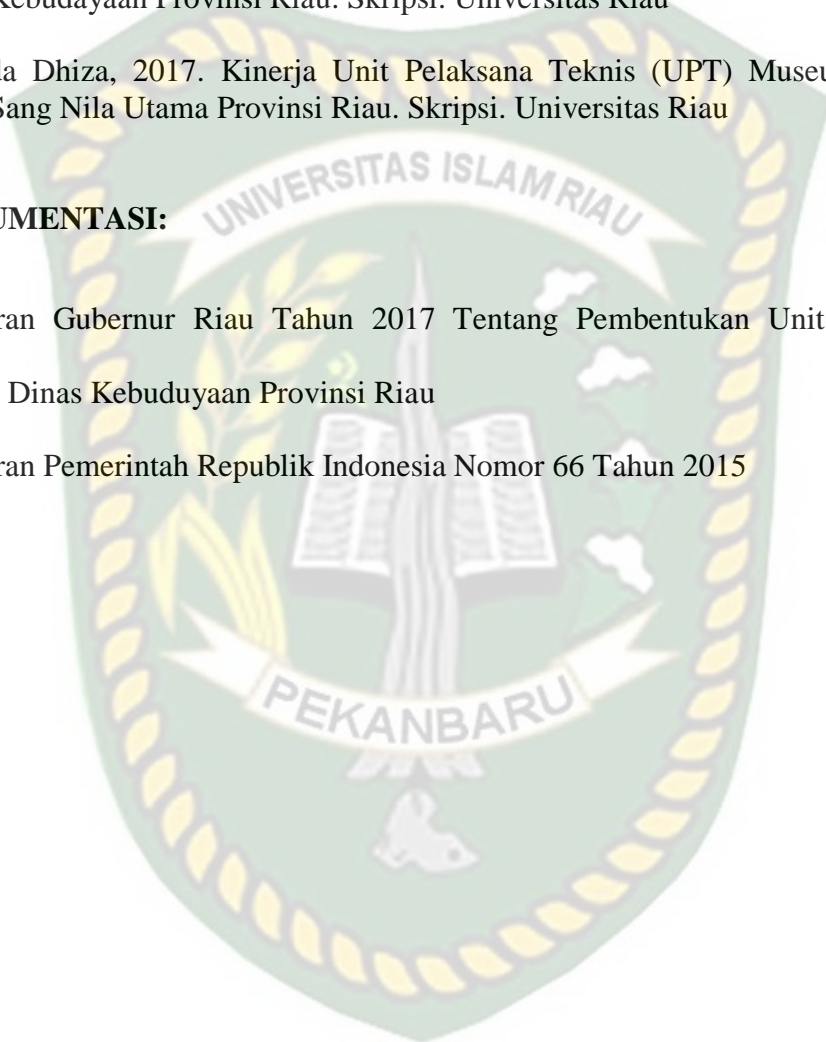 Kebudayaan Provinsi Riau. Skripsi. Universitas Riau
Dhiza, 2017. Kinerja Unit Pelaksana Teknis (UPT)
Sang Nila Utama Provinsi Riau. Skripsi. Universitas Riau
UNIVERSITAS ISLAM RIAU
UMENTASI:
ran Gubernur Riau Tahun 2017 Tentang Pembentukan Unit
Dinas Kebuduyaan Provinsi Riau
ran Pemerintah Republik Indonesia Nomor 66 Tahun 2015
PEKANBARU